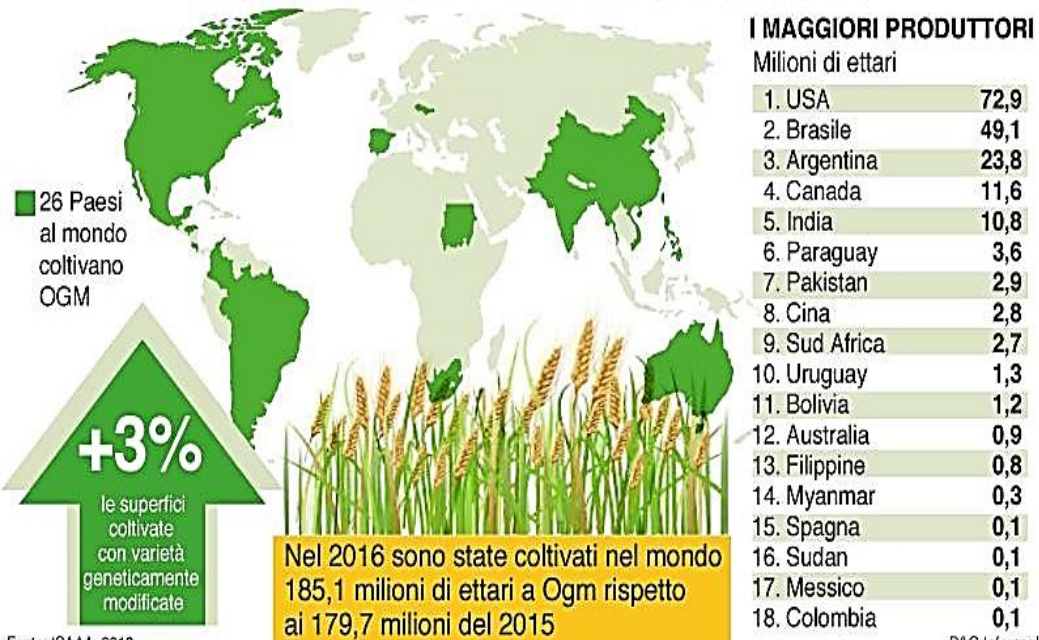 I MAGGIORI PRODUTTORI
Milioni di ettari
1. USA 72,9
2. Brasile 49,1
3. Argentina 23,8
4. Canada 11,6
5. India 10,8
6. Paraguay 3,6
7. Pakistan 2,9
8. Cina 2,8
9. Sud Africa 2,7
10. Uruguay 1,3
11. Bolivia 1,2
12. Australia 0,9
13. Filippine 0,8
14. Myanmar 0,3
15. Spagna 0,1
16. Sudan 0,1
17. Messico 0,1
18. Colombia 0,1
26 Paesi
al mondo
coltivano
OGM
+3%
le superfici
coltivate
con varietà
geneticamente
modificate
Nel 2016 sono state coltivati nel mondo
185,1 milioni di ettari a Ogm rispetto
ai 179,7 milioni del 2015